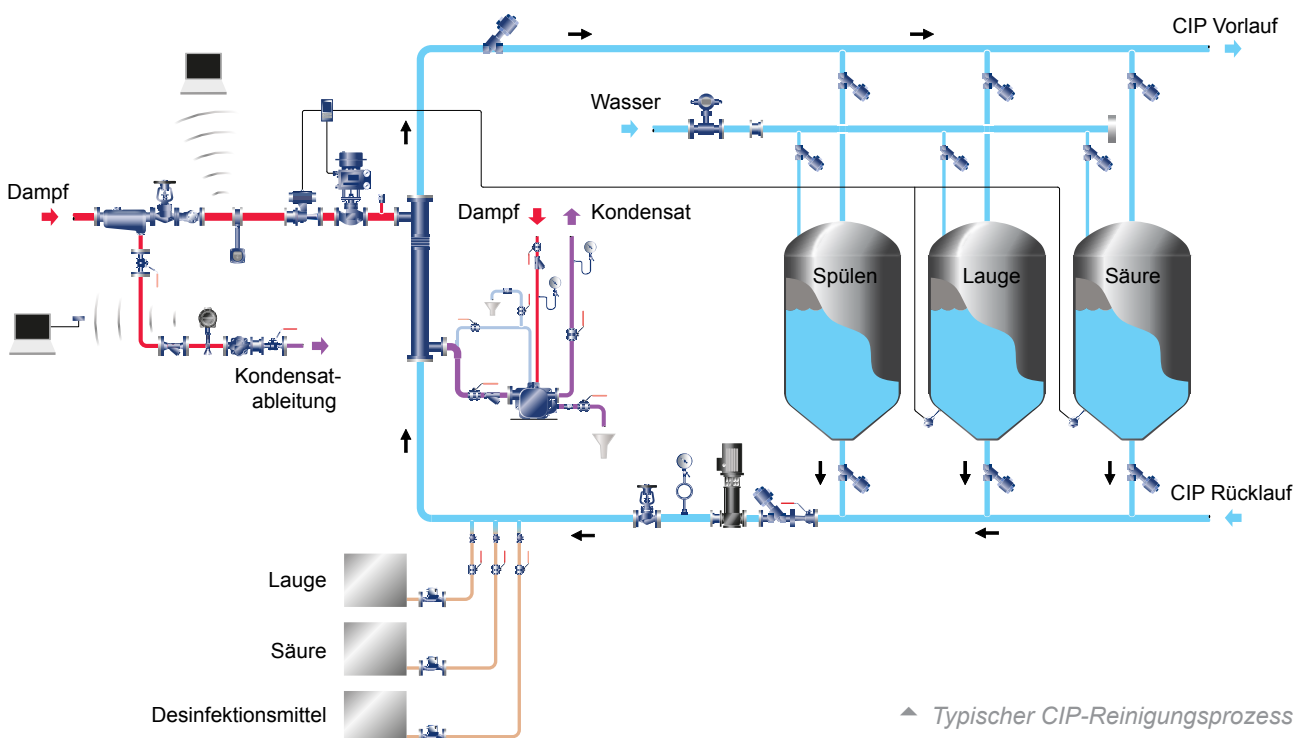 CIP Vorlauf
Wasser
Dampf
Dampf
Kondensat
Spülen
Lauge
Säure
Kondensat-
ableitung
CIP Rücklauf
Lauge
Säure
Desinfektionsmittel
Typischer CIP-Reinigungsprozess